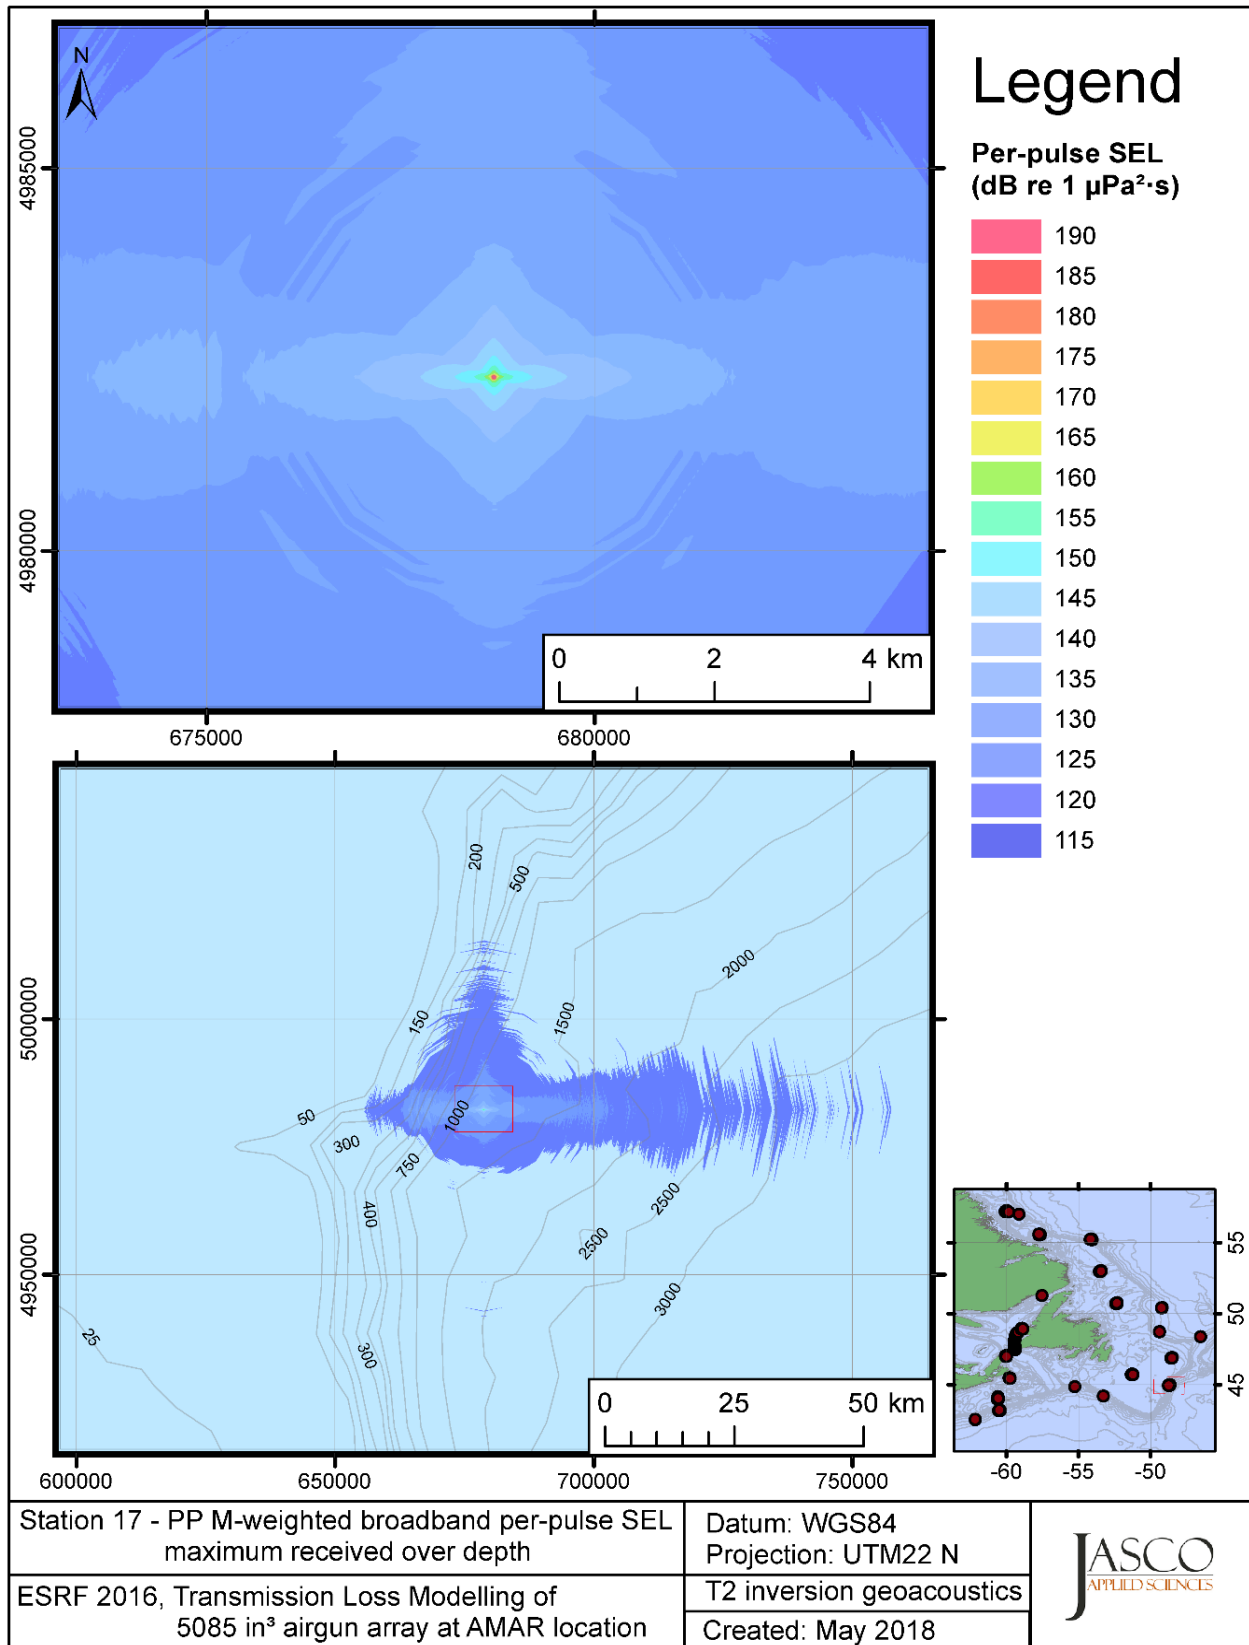 N
4985000
4980000
0 2 4 km
675000 680000
Legend
Per-pulse SEL
(dB re 1 µPa²·s)
190
185
180
175
170
165
160
155
150
145
140
135
130
125
120
115
200
500
2000
1500
150
50
300
1000
750
400
2500
2500
3000
300
25
5000000
4950000
0 25 50 km
600000 650000 700000 750000
55
50
45
-60 -55 -50
Station 17 - PP M-weighted broadband per-pulse SEL
maximum received over depth
ESRF 2016, Transmission Loss Modelling of
5085 in³ airgun array at AMAR location
Datum: WGS84
Projection: UTM22 N
T2 inversion geoacoustics
Created: May 2018
JASCO
APPLIED SCIENCES